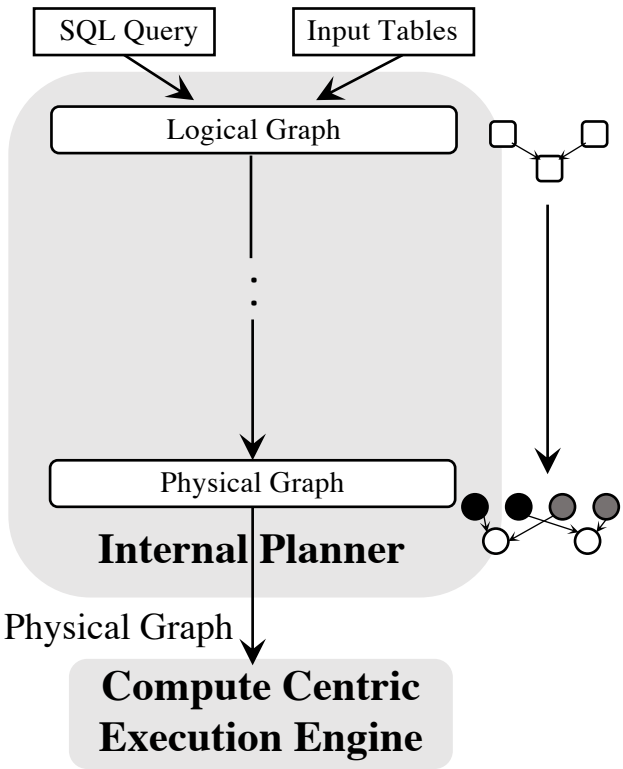 SQL Query
Input Tables
Logical Graph
Physical Graph
Internal Planner
Physical Graph
Compute Centric
Execution Engine